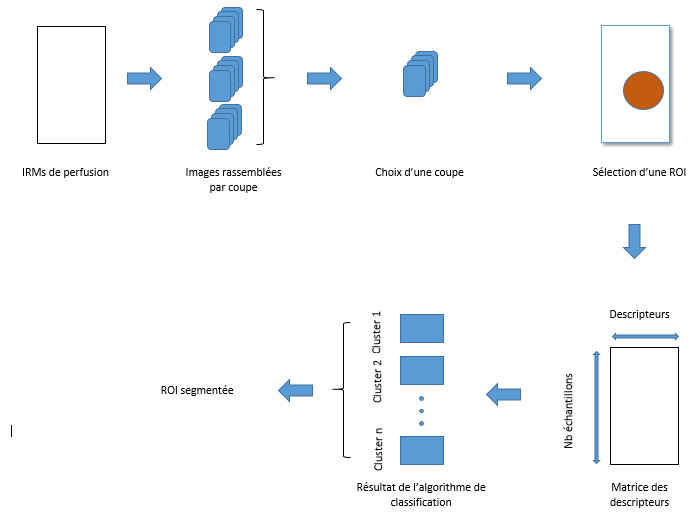 IRMs de perfusion
Images rassemblées
par coupe
Choix d'une coupe
Sélection d'une ROI
Descripteurs
Nb échantillons
Matrice des
descripteurs
Cluster 1
Cluster 2
Cluster n
Résultat de l'algorithme de
classification
ROI segmentée